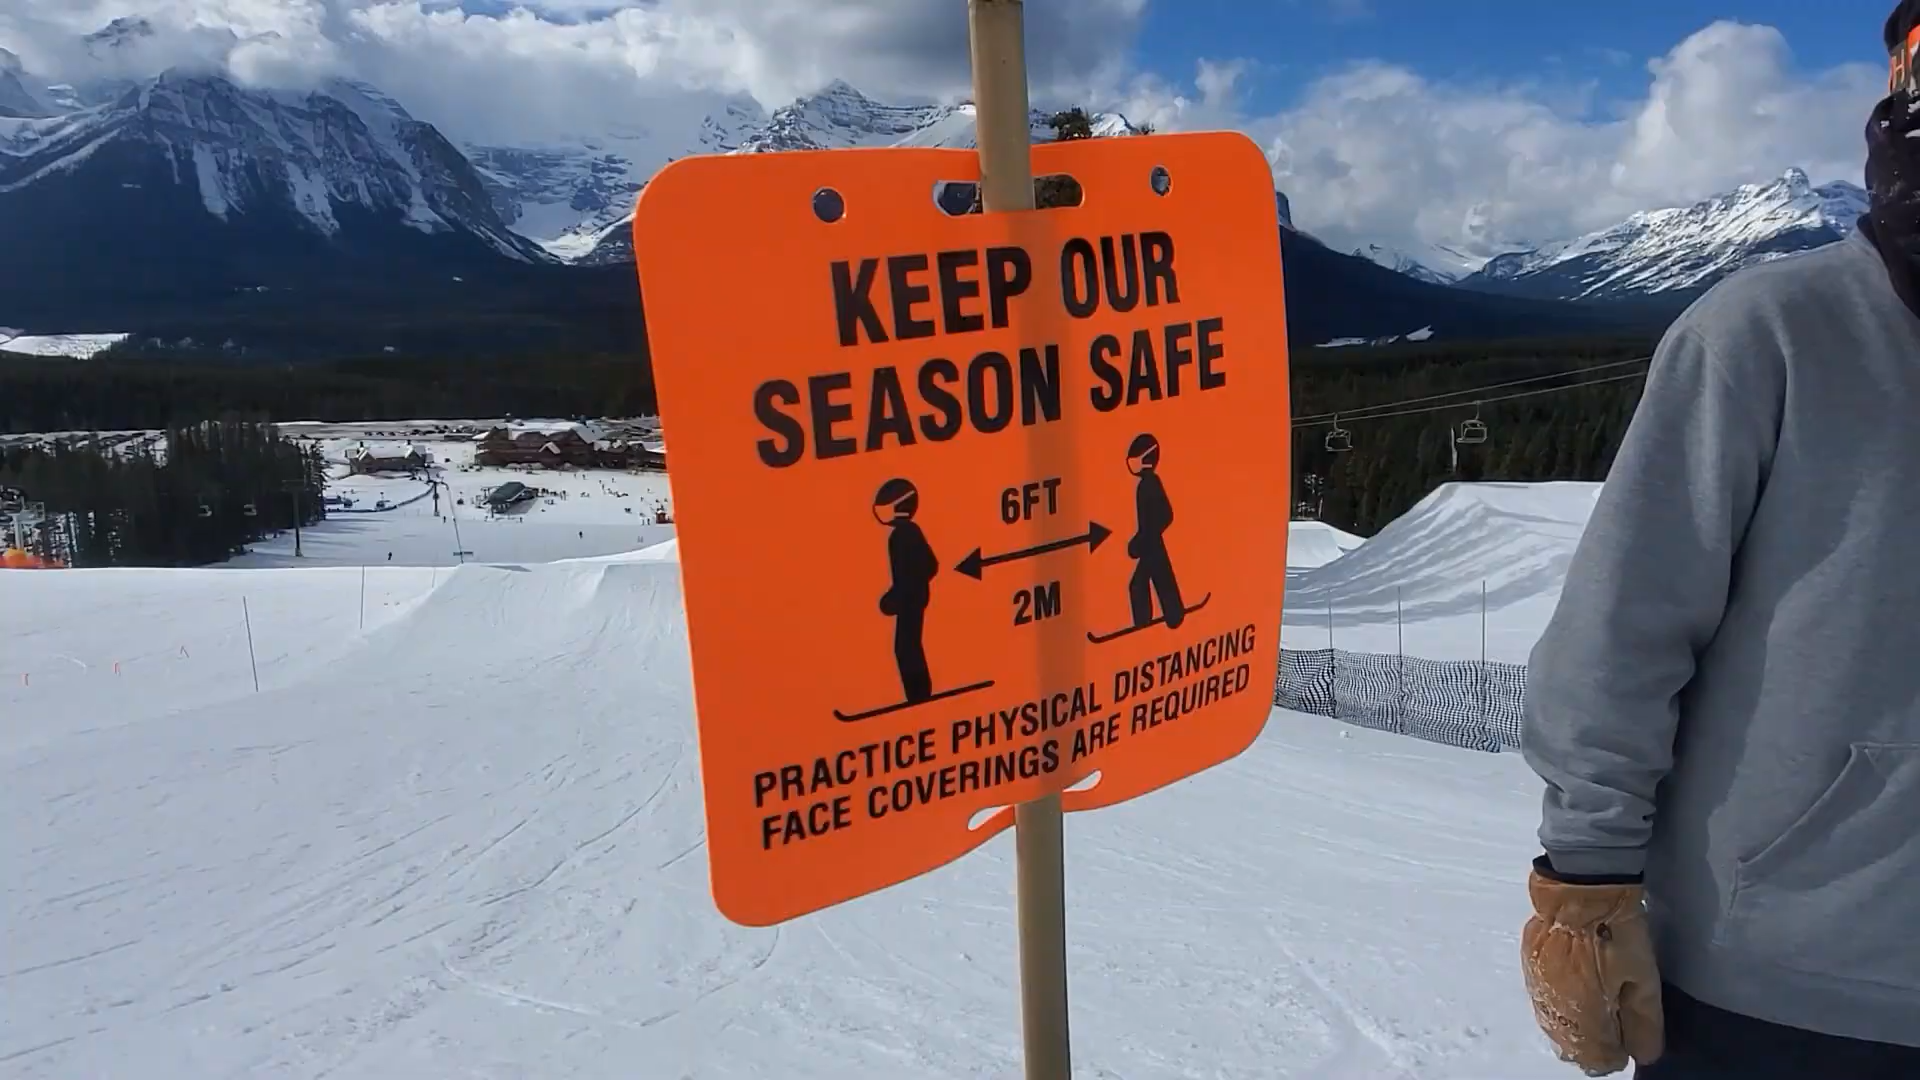 KEEP OUR
SEASON SAFE
6FT
2M
PRACTICE PHYSICAL DISTANCING
FACE COVERINGS ARE REQUIRED